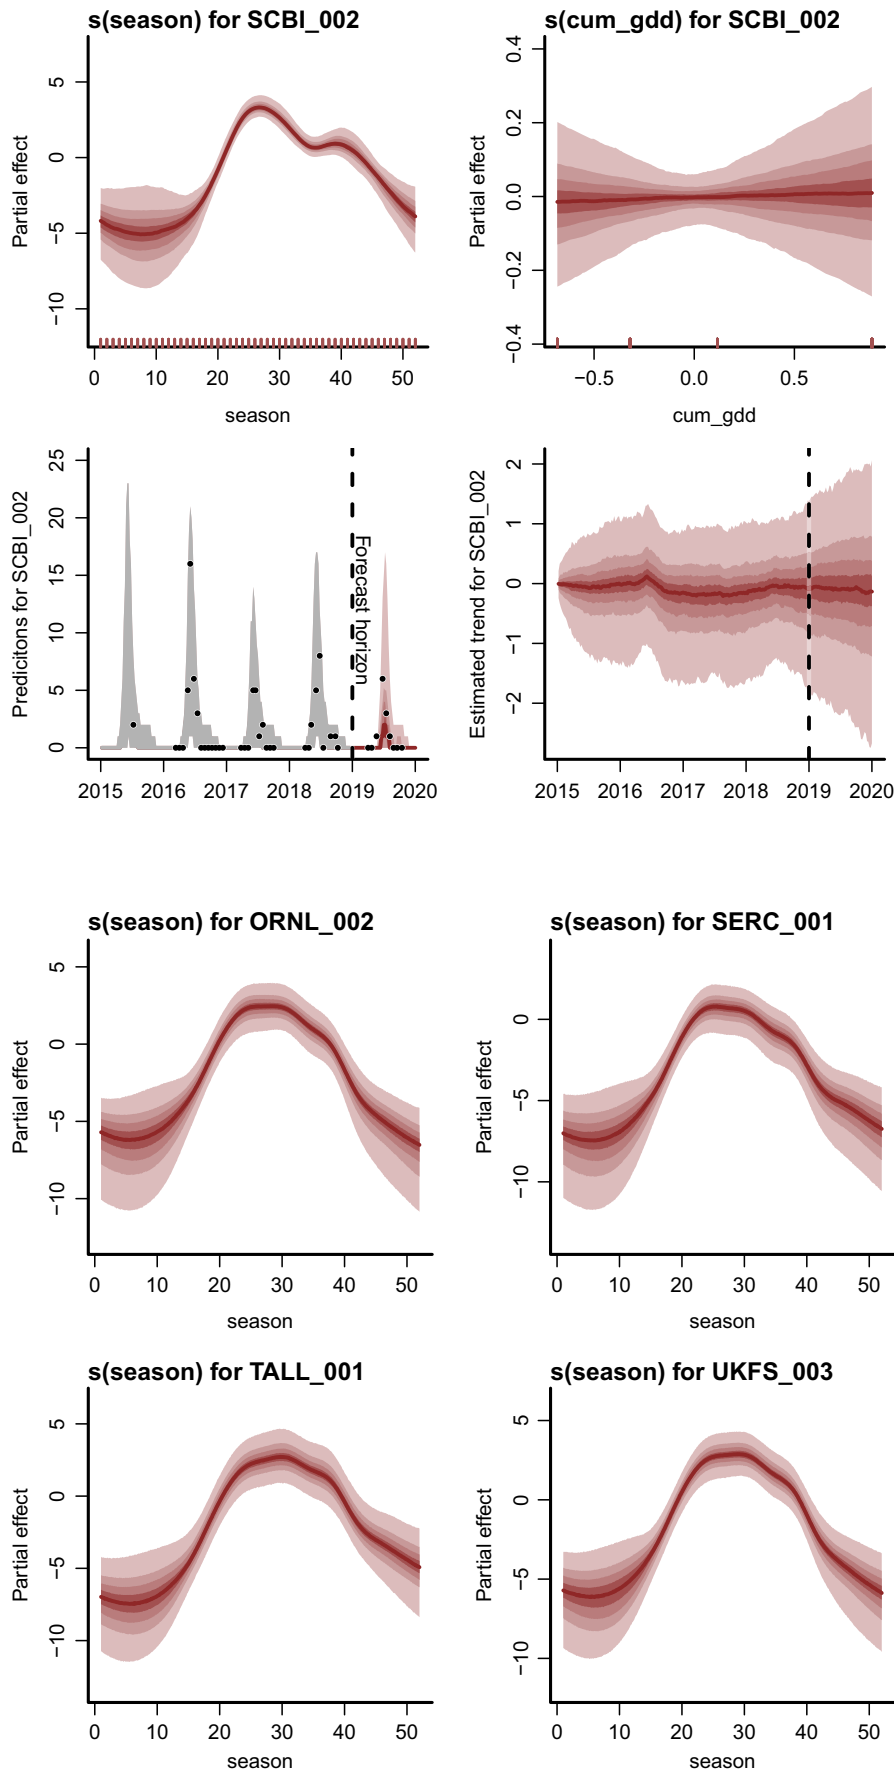 s(season) for SCBI_002
Partial effect
5
0
−5
−10
0 10 20 30 40 50
season
s(cum_gdd) for SCBI_002
Partial effect
0.4
0.2
0.0
−0.2
−0.4
−0.5 0.0 0.5
cum_gdd
Predicitons for SCBI_002
25
20
15
10
5
0
Forecast horizon
2015 2016 2017 2018 2019 2020
Estimated trend for SCBI_002
2
1
0
−1
−2
2015 2016 2017 2018 2019 2020
s(season) for ORNL_002
Partial effect
5
0
−5
−10
0 10 20 30 40 50
season
s(season) for SERC_001
Partial effect
0
−5
−10
0 10 20 30 40 50
season
s(season) for TALL_001
Partial effect
5
0
−5
−10
0 10 20 30 40 50
season
s(season) for UKFS_003
Partial effect
5
0
−5
−10
0 10 20 30 40 50
season